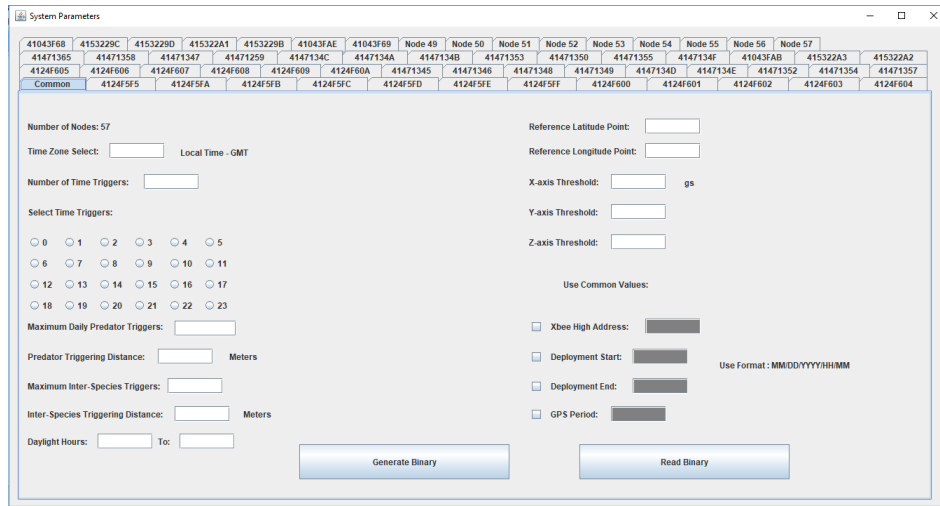 System Parameters
41043F68 4153229C 4153229D 415322A1 4153229B 41043FAE 41043F69 Node 49 Node 50 Node 51 Node 52 Node 53 Node 54 Node 55 Node 56 Node 57
41471365 41471358 41471347 41471259 4147134C 4147134A 4147134B 41471353 41471350 41471355 4147134F 41043FAB 415322A3 415322A2
4124F605 4124F606 4124F607 4124F608 4124F609 4124F60A 41471345 41471346 41471348 41471349 4147134D 4147134E 41471352 41471354 41471357
Common 4124F5F5 4124F5FA 4124F5FB 4124F5FC 4124F5FD 4124F5FE 4124F5FF 4124F600 4124F601 4124F602 4124F603 4124F604
Number of Nodes: 57
Time Zone Select: Local Time - GMT
Number of Time Triggers:
Select Time Triggers:
0 1 2 3 4 5
6 7 8 9 10 11
12 13 14 15 16 17
18 19 20 21 22 23
Maximum Daily Predator Triggers:
Predator Triggering Distance: Meters
Maximum Inter-Species Triggers:
Inter-Species Triggering Distance: Meters
Daylight Hours: To:
Reference Latitude Point:
Reference Longitude Point:
X-axis Threshold: gs
Y-axis Threshold:
Z-axis Threshold:
Use Common Values:
Xbee High Address:
Deployment Start:
Use Format : MM/DD/YYYY/HH/MM
Deployment End:
GPS Period:
Generate Binary
Read Binary